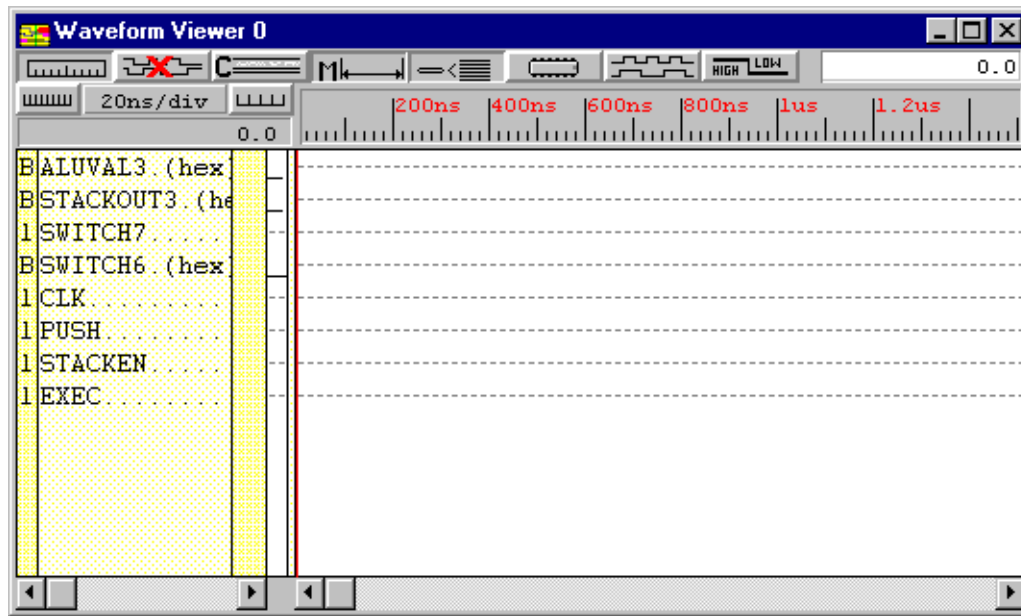 Waveform Viewer 0
C M HIGH LOW 0.0
20ns/div 200ns 400ns 600ns 800ns 1us 1.2us
0.0
B ALUVAL3.(hex)
B STACKOUT3.(he
1 SWITCH7.....
B SWITCH6.(hex)
1 CLK.........
1 PUSH........
1 STACKEN.....
1 EXEC........